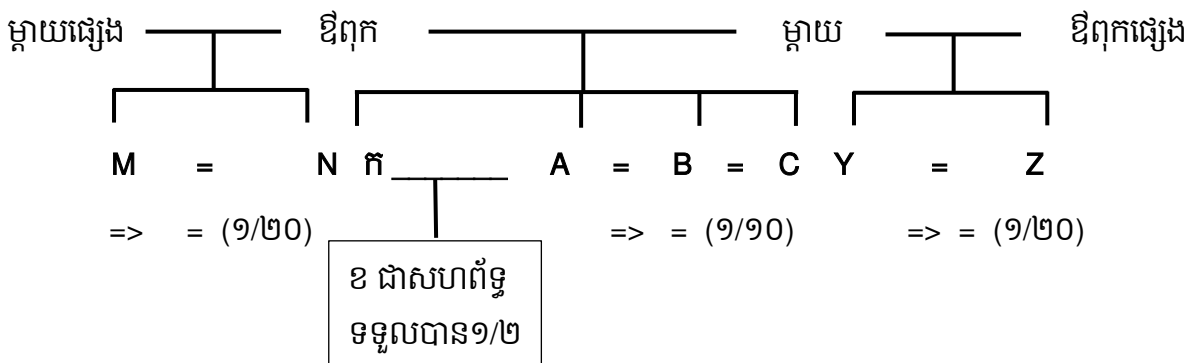 ម្តាយផ្សេង ឪពុក ម្តាយ ឪពុកផ្សេង
M = N ក A = B = C Y = Z
=> = (១/២០) => = (១/១០) => = (១/២០)
ខ ជាសហព័ទ្ធ
ទទួលបាន១/២